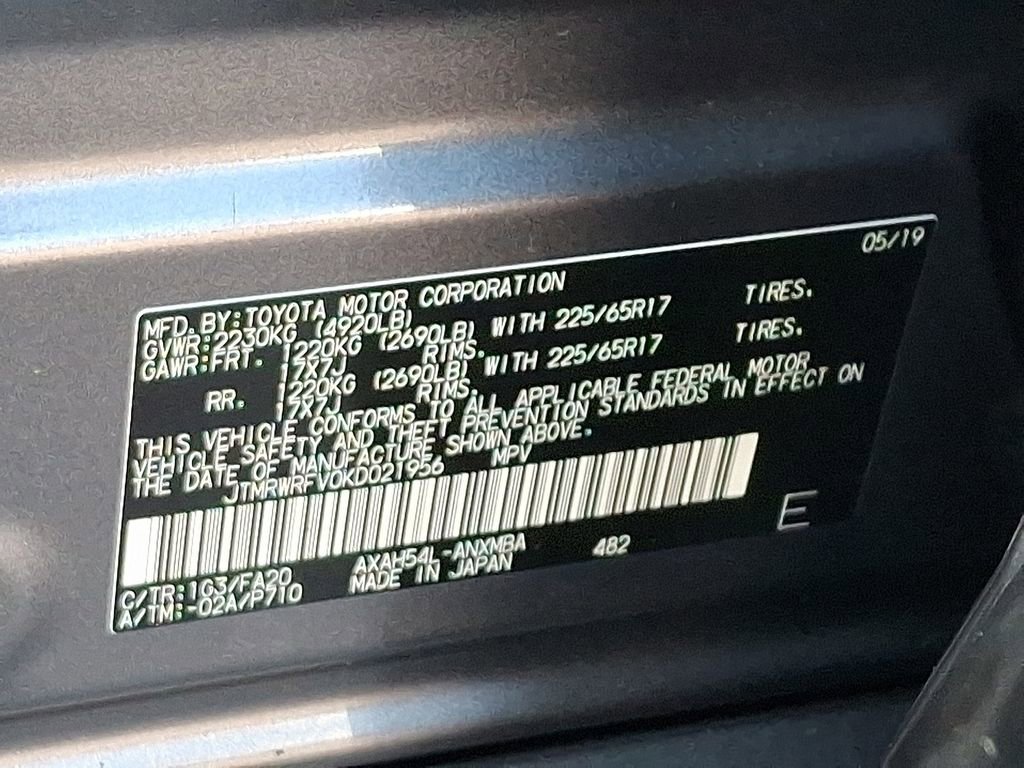 05/19
MFD.BY:TOYOTA MOTOR CORPORATION
GVWR:2230KG (4920LB)
GAWR:FRT. 1220KG (2690LB) WITH 225/65R17 TIRES.
17X7J RIMS.
RR. 1220KG (2690LB) WITH 225/65R17 TIRES.
17X7J RIMS.
THIS VEHICLE CONFORMS TO ALL APPLICABLE FEDERAL MOTOR
VEHICLE SAFETY AND THEFT PREVENTION STANDARDS IN EFFECT ON
THE DATE OF MANUFACTURE SHOWN ABOVE.
JTMRWRFV0KD021956 MPV
E
C/TR:1G3/FA20 AXAH54L-ANXMBA 482
A/TM:-02A/P710 MADE IN JAPAN